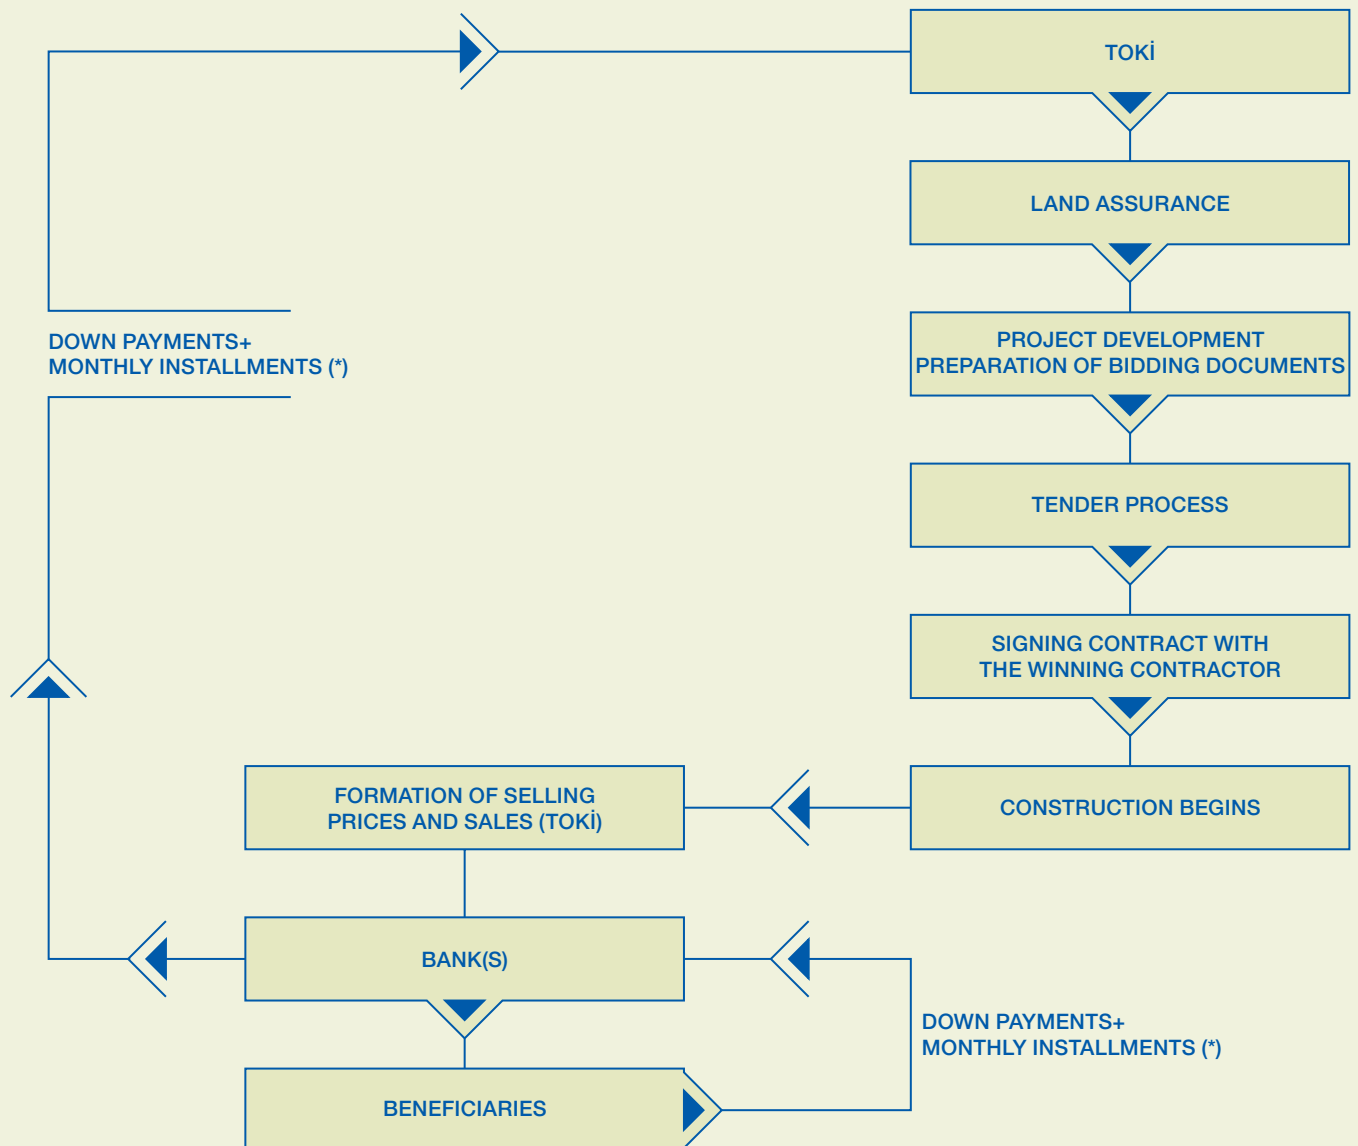 TOKİ
LAND ASSURANCE
DOWN PAYMENTS+
MONTHLY INSTALLMENTS (*)
PROJECT DEVELOPMENT
PREPARATION OF BIDDING DOCUMENTS
TENDER PROCESS
SIGNING CONTRACT WITH
THE WINNING CONTRACTOR
CONSTRUCTION BEGINS
FORMATION OF SELLING
PRICES AND SALES (TOKİ)
BANK(S)
DOWN PAYMENTS+
MONTHLY INSTALLMENTS (*)
BENEFICIARIES